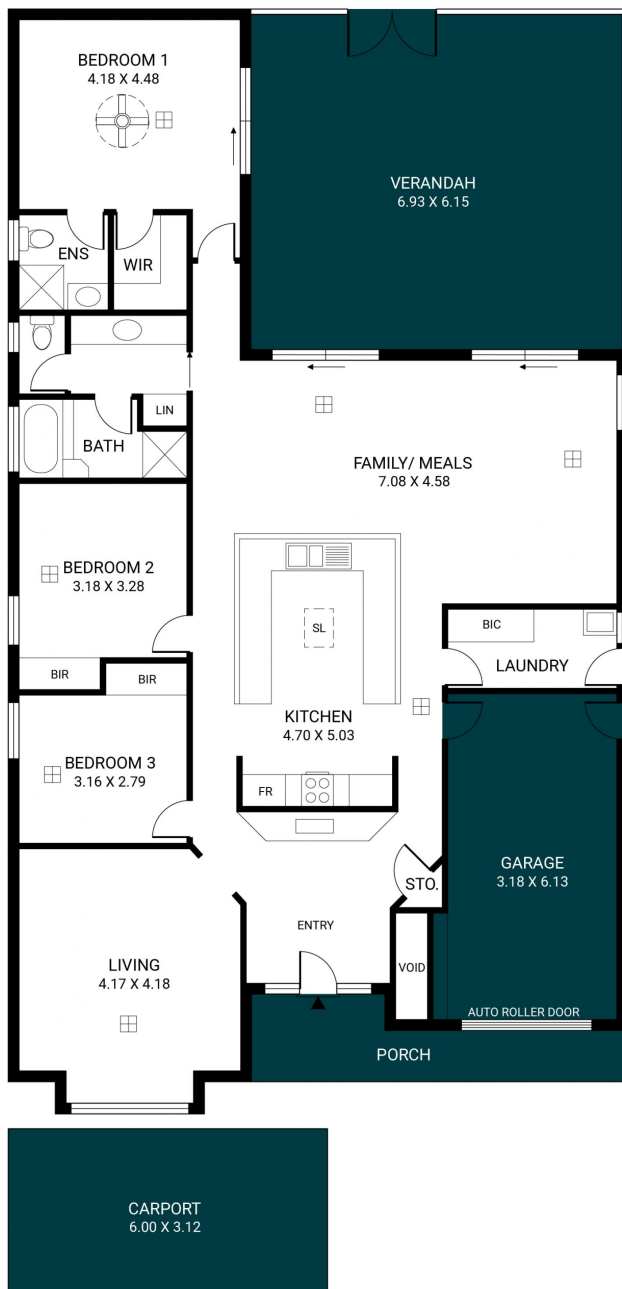 BEDROOM 1
4.18 X 4.48
VERANDAH
6.93 X 6.15
ENS
WIR
LIN
BATH
FAMILY/ MEALS
7.08 X 4.58
BEDROOM 2
3.18 X 3.28
SL
BIC
LAUNDRY
BIR
BIR
KITCHEN
4.70 X 5.03
BEDROOM 3
3.16 X 2.79
FR
GARAGE
3.18 X 6.13
STO.
ENTRY
LIVING
4.17 X 4.18
VOID
AUTO ROLLER DOOR
PORCH
CARPORT
6.00 X 3.12